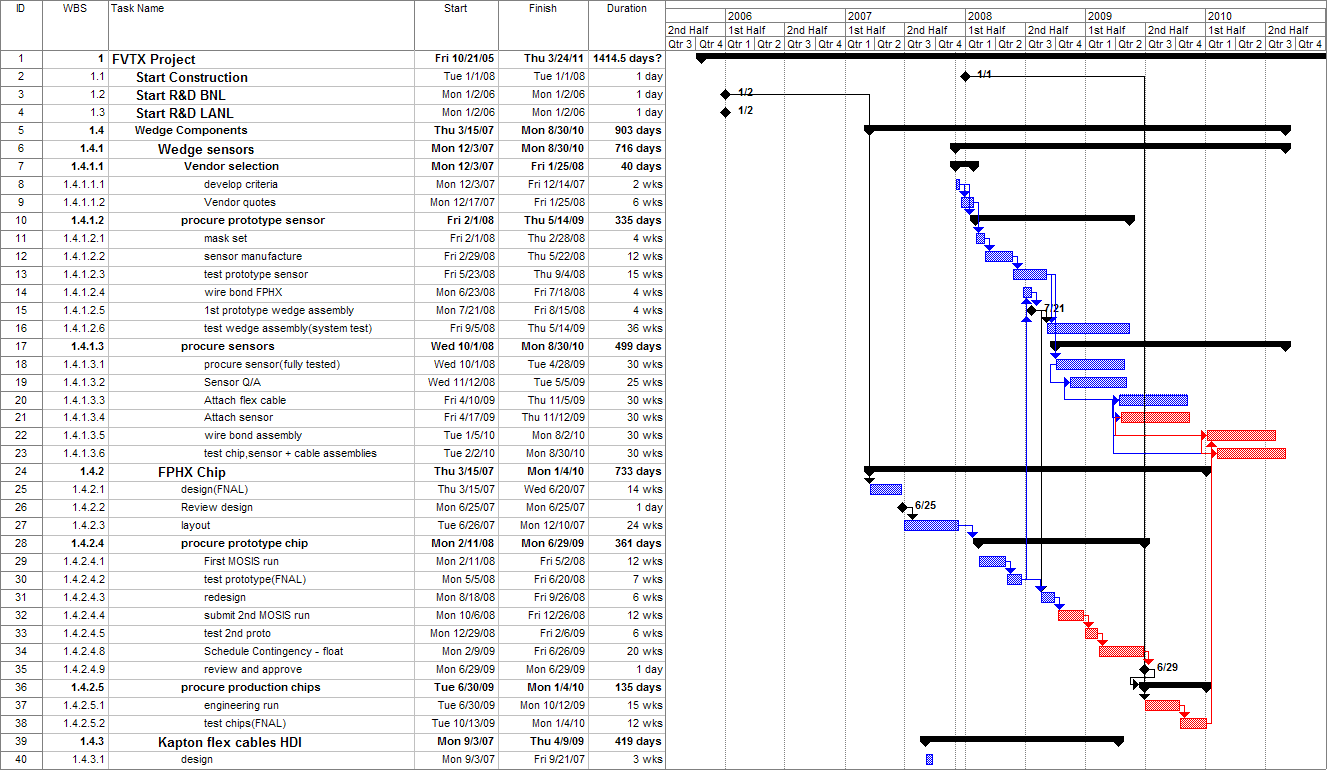 ID WBS Task Name Start Finish Duration
2006 2007 2008 2009 2010
2nd Half 1st Half 2nd Half 1st Half 2nd Half 1st Half 2nd Half 1st Half 2nd Half 1st Half 2nd Half
Qtr 3 Qtr 4 Qtr 1 Qtr 2 Qtr 3 Qtr 4 Qtr 1 Qtr 2 Qtr 3 Qtr 4 Qtr 1 Qtr 2 Qtr 3 Qtr 4 Qtr 1 Qtr 2 Qtr 3 Qtr 4 Qtr 1 Qtr 2 Qtr 3 Qtr 4
1 1 FVTX Project Fri 10/21/05 Thu 3/24/11 1414.5 days?
2 1.1 Start Construction Tue 1/1/08 Tue 1/1/08 1 day 1/1
3 1.2 Start R&D BNL Mon 1/2/06 Mon 1/2/06 1 day 1/2
4 1.3 Start R&D LANL Mon 1/2/06 Mon 1/2/06 1 day 1/2
5 1.4 Wedge Components Thu 3/15/07 Mon 8/30/10 903 days
6 1.4.1 Wedge sensors Mon 12/3/07 Mon 8/30/10 716 days
7 1.4.1.1 Vendor selection Mon 12/3/07 Fri 1/25/08 40 days
8 1.4.1.1.1 develop criteria Mon 12/3/07 Fri 12/14/07 2 wks
9 1.4.1.1.2 Vendor quotes Mon 12/17/07 Fri 1/25/08 6 wks
10 1.4.1.2 procure prototype sensor Fri 2/1/08 Thu 5/14/09 335 days
11 1.4.1.2.1 mask set Fri 2/1/08 Thu 2/28/08 4 wks
12 1.4.1.2.2 sensor manufacture Fri 2/29/08 Thu 5/22/08 12 wks
13 1.4.1.2.3 test prototype sensor Fri 5/23/08 Thu 9/4/08 15 wks
14 1.4.1.2.4 wire bond FPHX Mon 6/23/08 Fri 7/18/08 4 wks
15 1.4.1.2.5 1st prototype wedge assembly Mon 7/21/08 Fri 8/15/08 4 wks 7/21
16 1.4.1.2.6 test wedge assembly(system test) Fri 9/5/08 Thu 5/14/09 36 wks
17 1.4.1.3 procure sensors Wed 10/1/08 Mon 8/30/10 499 days
18 1.4.1.3.1 procure sensor(fully tested) Wed 10/1/08 Tue 4/28/09 30 wks
19 1.4.1.3.2 Sensor Q/A Wed 11/12/08 Tue 5/5/09 25 wks
20 1.4.1.3.3 Attach flex cable Fri 4/10/09 Thu 11/5/09 30 wks
21 1.4.1.3.4 Attach sensor Fri 4/17/09 Thu 11/12/09 30 wks
22 1.4.1.3.5 wire bond assembly Tue 1/5/10 Mon 8/2/10 30 wks
23 1.4.1.3.6 test chip,sensor + cable assemblies Tue 2/2/10 Mon 8/30/10 30 wks
24 1.4.2 FPHX Chip Thu 3/15/07 Mon 1/4/10 733 days
25 1.4.2.1 design(FNAL) Thu 3/15/07 Wed 6/20/07 14 wks
26 1.4.2.2 Review design Mon 6/25/07 Mon 6/25/07 1 day 6/25
27 1.4.2.3 layout Tue 6/26/07 Mon 12/10/07 24 wks
28 1.4.2.4 procure prototype chip Mon 2/11/08 Mon 6/29/09 361 days
29 1.4.2.4.1 First MOSIS run Mon 2/11/08 Fri 5/2/08 12 wks
30 1.4.2.4.2 test prototype(FNAL) Mon 5/5/08 Fri 6/20/08 7 wks
31 1.4.2.4.3 redesign Mon 8/18/08 Fri 9/26/08 6 wks
32 1.4.2.4.4 submit 2nd MOSIS run Mon 10/6/08 Fri 12/26/08 12 wks
33 1.4.2.4.5 test 2nd proto Mon 12/29/08 Fri 2/6/09 6 wks
34 1.4.2.4.8 Schedule Contingency - float Mon 2/9/09 Fri 6/26/09 20 wks
35 1.4.2.4.9 review and approve Mon 6/29/09 Mon 6/29/09 1 day 6/29
36 1.4.2.5 procure production chips Tue 6/30/09 Mon 1/4/10 135 days
37 1.4.2.5.1 engineering run Tue 6/30/09 Mon 10/12/09 15 wks
38 1.4.2.5.2 test chips(FNAL) Tue 10/13/09 Mon 1/4/10 12 wks
39 1.4.3 Kapton flex cables HDI Mon 9/3/07 Thu 4/9/09 419 days
40 1.4.3.1 design Mon 9/3/07 Fri 9/21/07 3 wks